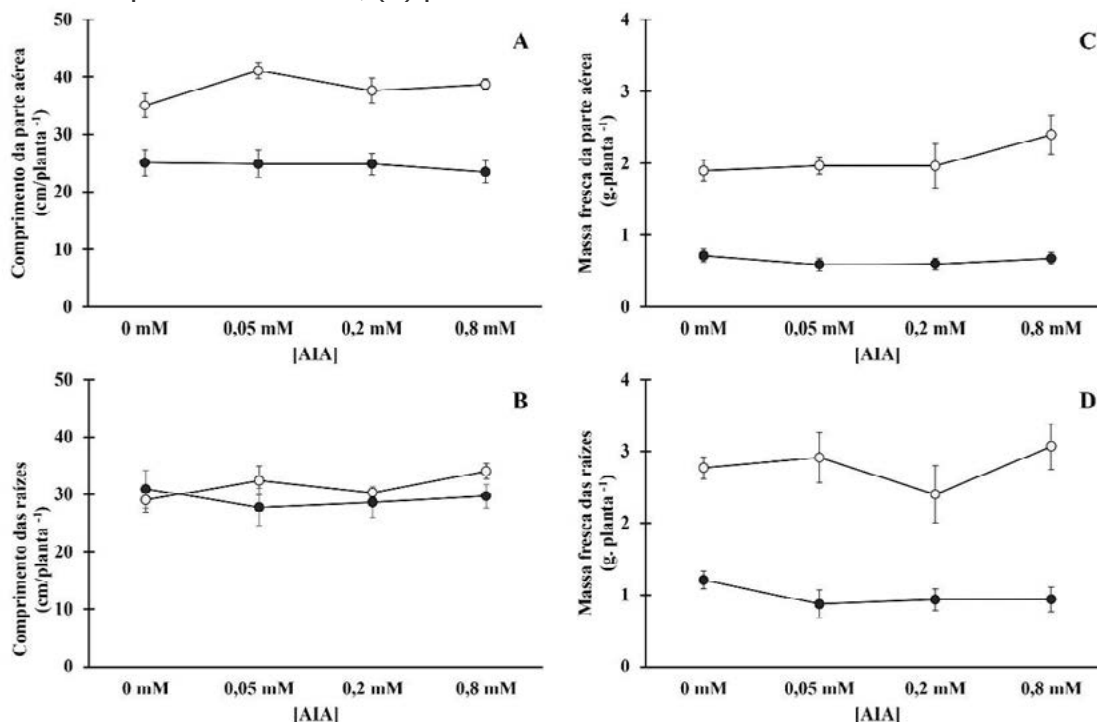 50
A
40
30
20
10
0
Comprimento da parte aérea
(cm/planta ⁻¹)
0 mM 0,05 mM 0,2 mM 0,8 mM
[AIA]
4
C
3
2
1
0
Massa fresca da parte aérea
(g.planta ⁻¹)
0 mM 0,05 mM 0,2 mM 0,8 mM
[AIA]
50
B
40
30
20
10
0
Comprimento das raízes
(cm/planta ⁻¹)
0 mM 0,05 mM 0,2 mM 0,8 mM
[AIA]
4
D
3
2
1
0
Massa fresca das raízes
(g. planta ⁻¹)
0 mM 0,05 mM 0,2 mM 0,8 mM
[AIA]